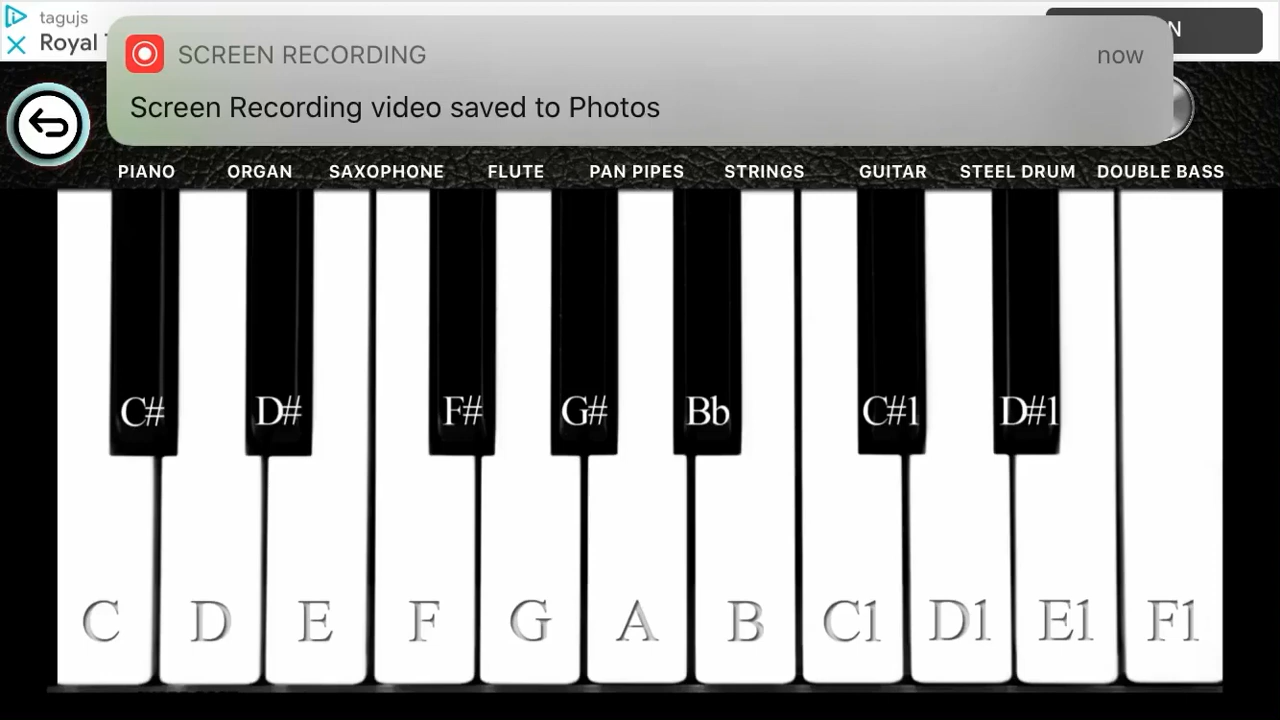 tagujs
Royal
SCREEN RECORDING
now
Screen Recording video saved to Photos
PIANO ORGAN SAXOPHONE FLUTE PAN PIPES STRINGS GUITAR STEEL DRUM DOUBLE BASS
C# D# F# G# Bb C#1 D#1
C D E F G A B C1 D1 E1 F1